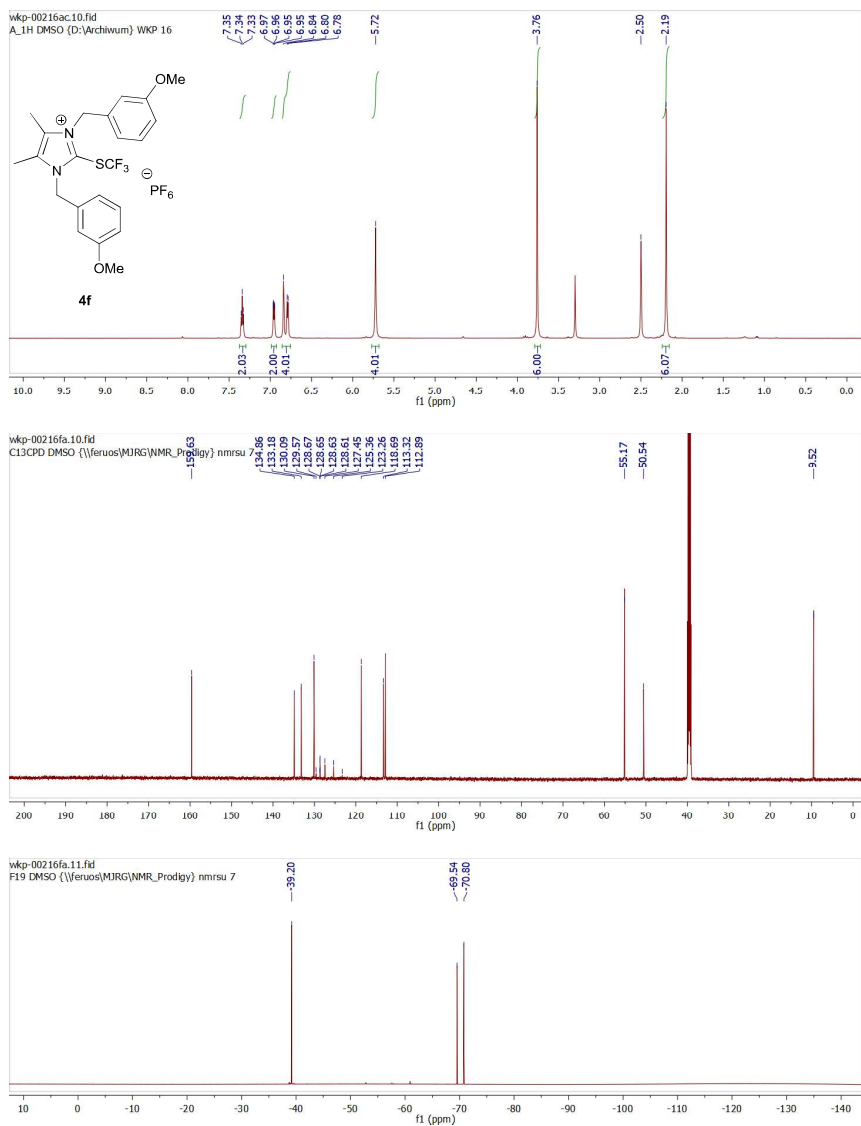 wkp-00216ac.10.fid
A_1H DMSO {D:\Archiwum} WKP 16
7.35
7.34
7.33
6.97
6.96
6.95
6.95
6.84
6.80
6.78
5.72
3.76
2.50
2.19
OMe
+
N
SCF3
N
⊖
PF6
OMe
4f
2.03
2.00
4.01
4.01
6.00
6.07
10.0 9.5 9.0 8.5 8.0 7.5 7.0 6.5 6.0 5.5 5.0 4.5 4.0 3.5 3.0 2.5 2.0 1.5 1.0 0.5 0.0
f1 (ppm)
wkp-00216fa.10.fid
C13CPD DMSO {\\feruos\MJRG\NMR_Prodigy} nmrsu 7
159.63
134.86
133.18
130.09
129.57
128.67
128.65
128.63
128.61
127.45
125.36
123.26
118.69
113.32
112.89
55.17
50.54
9.52
200 190 180 170 160 150 140 130 120 110 100 90 80 70 60 50 40 30 20 10 0
f1 (ppm)
wkp-00216fa.11.fid
F19 DMSO {\\feruos\MJRG\NMR_Prodigy} nmrsu 7
-39.20
-69.54
-70.80
10 0 -10 -20 -30 -40 -50 -60 -70 -80 -90 -100 -110 -120 -130 -140
f1 (ppm)